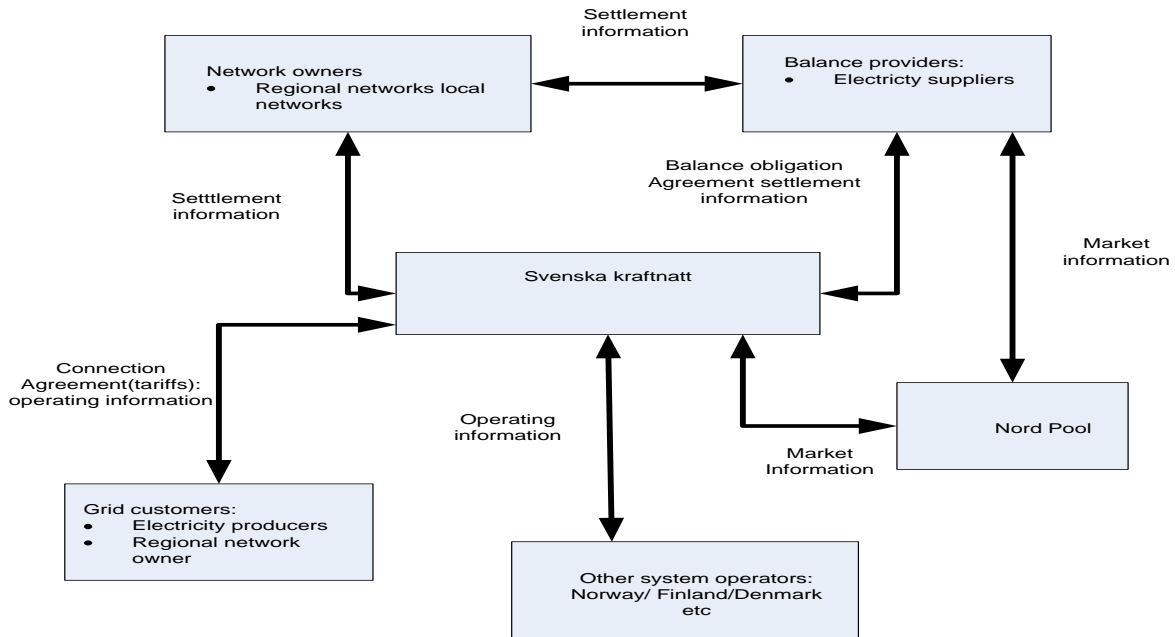 Settlement
information
Network owners
• Regional networks local
networks
Balance providers:
• Electricty suppliers
Setttlement
information
Balance obligation
Agreement settlement
information
Market
information
Svenska kraftnatt
Connection
Agreement(tariffs):
operating information
Operating
information
Market
Information
Nord Pool
Grid customers:
• Electricity producers
• Regional network
owner
Other system operators:
Norway/ Finland/Denmark
etc